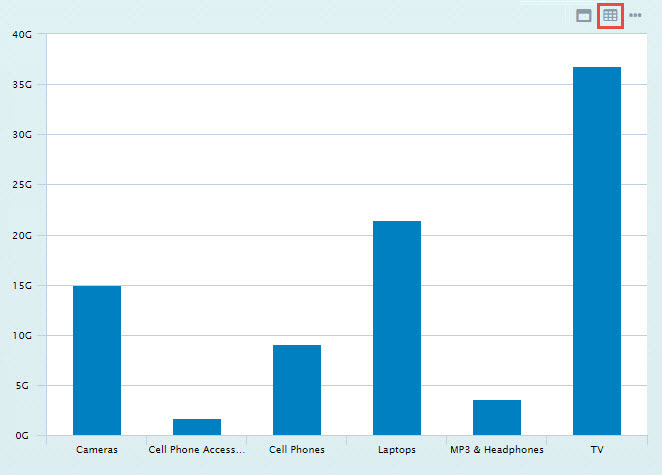 40G
35G
30G
25G
20G
15G
10G
5G
0G
Cameras Cell Phone Access... Cell Phones Laptops MP3 & Headphones TV